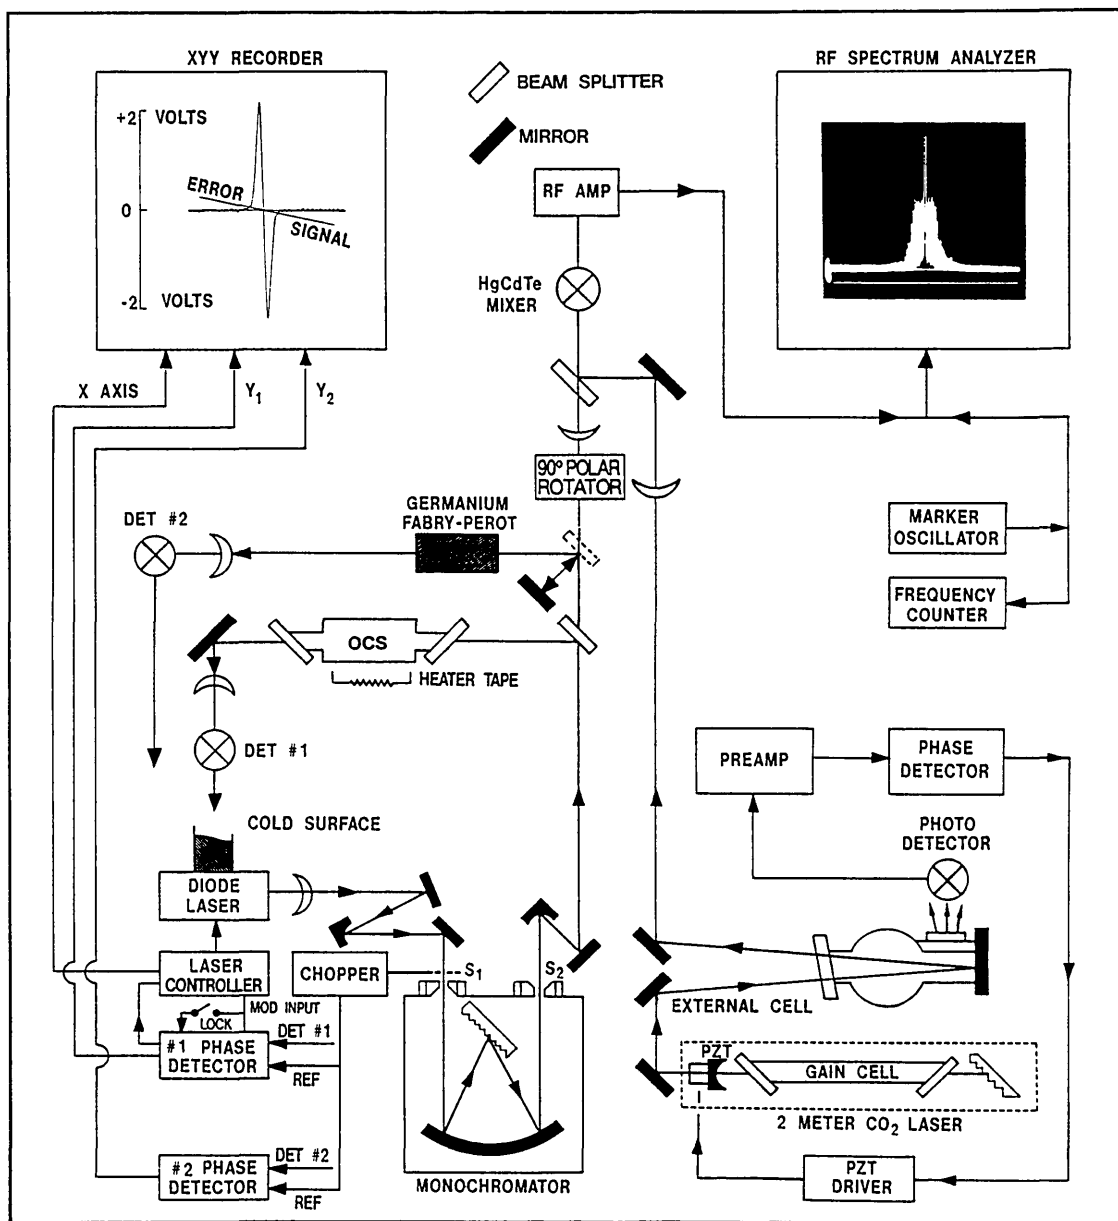 XYY RECORDER
+2 VOLTS
ERROR
0
SIGNAL
-2 VOLTS
X AXIS
Y1
Y2
BEAM SPLITTER
MIRROR
RF SPECTRUM ANALYZER
RF AMP
HgCdTe
MIXER
90° POLAR
ROTATOR
GERMANIUM
FABRY-PEROT
DET #2
OCS
HEATER TAPE
DET #1
MARKER
OSCILLATOR
FREQUENCY
COUNTER
PREAMP
PHASE
DETECTOR
PHOTO
DETECTOR
COLD SURFACE
DIODE
LASER
LASER
CONTROLLER
CHOPPER
S1
S2
MOD INPUT
LOCK
DET #1
#1 PHASE
DETECTOR
REF
DET #2
#2 PHASE
DETECTOR
REF
MONOCHROMATOR
EXTERNAL CELL
PZT
GAIN CELL
2 METER CO2 LASER
PZT
DRIVER